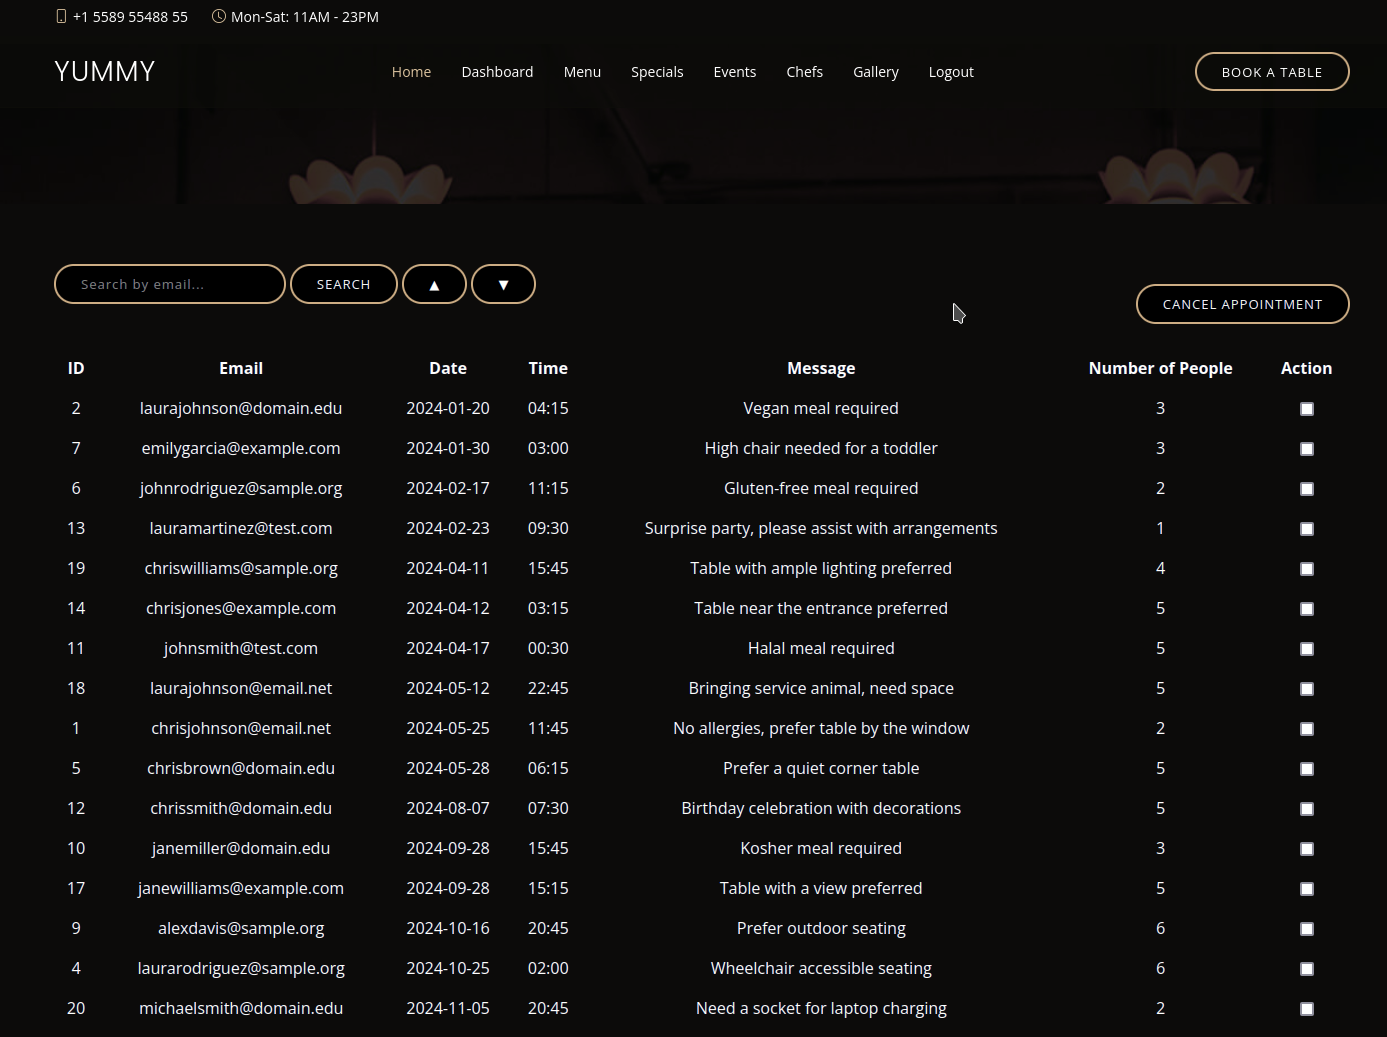 +1 5589 55488 55 Mon-Sat: 11AM - 23PM
YUMMY Home Dashboard Menu Specials Events Chefs Gallery Logout BOOK A TABLE
Search by email... SEARCH ▲ ▼
CANCEL APPOINTMENT
ID Email Date Time Message Number of People Action
2 laurajohnson@domain.edu 2024-01-20 04:15 Vegan meal required 3
7 emilygarcia@example.com 2024-01-30 03:00 High chair needed for a toddler 3
6 johnrodriguez@sample.org 2024-02-17 11:15 Gluten-free meal required 2
13 lauramartinez@test.com 2024-02-23 09:30 Surprise party, please assist with arrangements 1
19 chriswilliams@sample.org 2024-04-11 15:45 Table with ample lighting preferred 4
14 chrisjones@example.com 2024-04-12 03:15 Table near the entrance preferred 5
11 johnsmith@test.com 2024-04-17 00:30 Halal meal required 5
18 laurajohnson@email.net 2024-05-12 22:45 Bringing service animal, need space 5
1 chrisjohnson@email.net 2024-05-25 11:45 No allergies, prefer table by the window 2
5 chrisbrown@domain.edu 2024-05-28 06:15 Prefer a quiet corner table 5
12 chrissmith@domain.edu 2024-08-07 07:30 Birthday celebration with decorations 5
10 janemiller@domain.edu 2024-09-28 15:45 Kosher meal required 3
17 janewilliams@example.com 2024-09-28 15:15 Table with a view preferred 5
9 alexdavis@sample.org 2024-10-16 20:45 Prefer outdoor seating 6
4 laurarodriguez@sample.org 2024-10-25 02:00 Wheelchair accessible seating 6
20 michaelsmith@domain.edu 2024-11-05 20:45 Need a socket for laptop charging 2